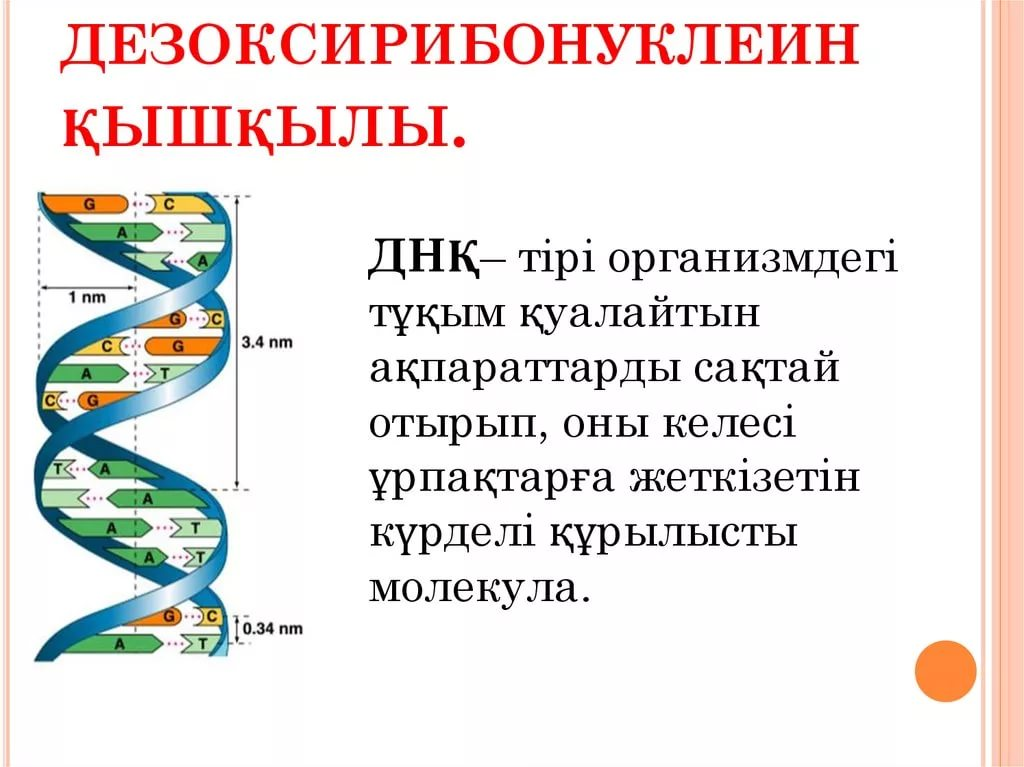 ДЕЗОКСИРИБОНУКЛЕИН
ҚЫШҚЫЛЫ.
ДНҚ– тірі организмдегі
тұқым қуалайтын
ақпараттарды сақтай
отырып, оны келесі
ұрпақтарға жеткізетін
күрделі құрылысты
молекула.
G C
A
A
1 nm
G C
3.4 nm
C G
A T
C G
T A
A
A T
A T
G C
0.34 nm
A T